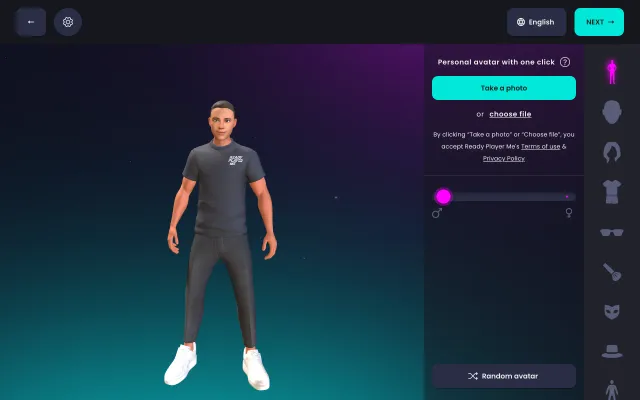 English
NEXT →
Personal avatar with one click
Take a photo
or choose file
By clicking “Take a photo” or “Choose file”, you
accept Ready Player Me's Terms of use &
Privacy Policy
Random avatar